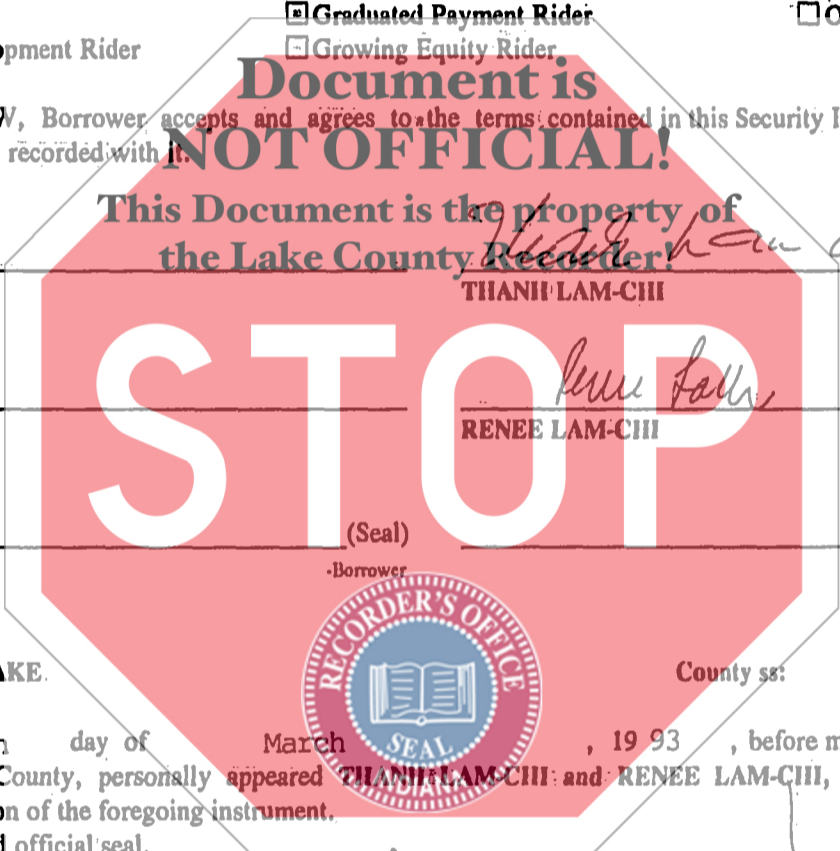 Graduated Payment Rider
pment Rider Growing Equity Rider
Document is
, Borrower accepts and agrees to the terms contained in this Security
NOT OFFICIAL!
recorded with it.
This Document is the property of
the Lake County Recorder!
THANH LAM-CHI
STOP
RENEE LAM-CHI
(Seal)
-Borrower
RECORDER'S OFFICE
SEAL
AKE County ss:
day of March , 19 93 , before m
County, personally appeared THANH LAM-CHI and RENEE LAM-CHI,
n of the foregoing instrument.
official seal.